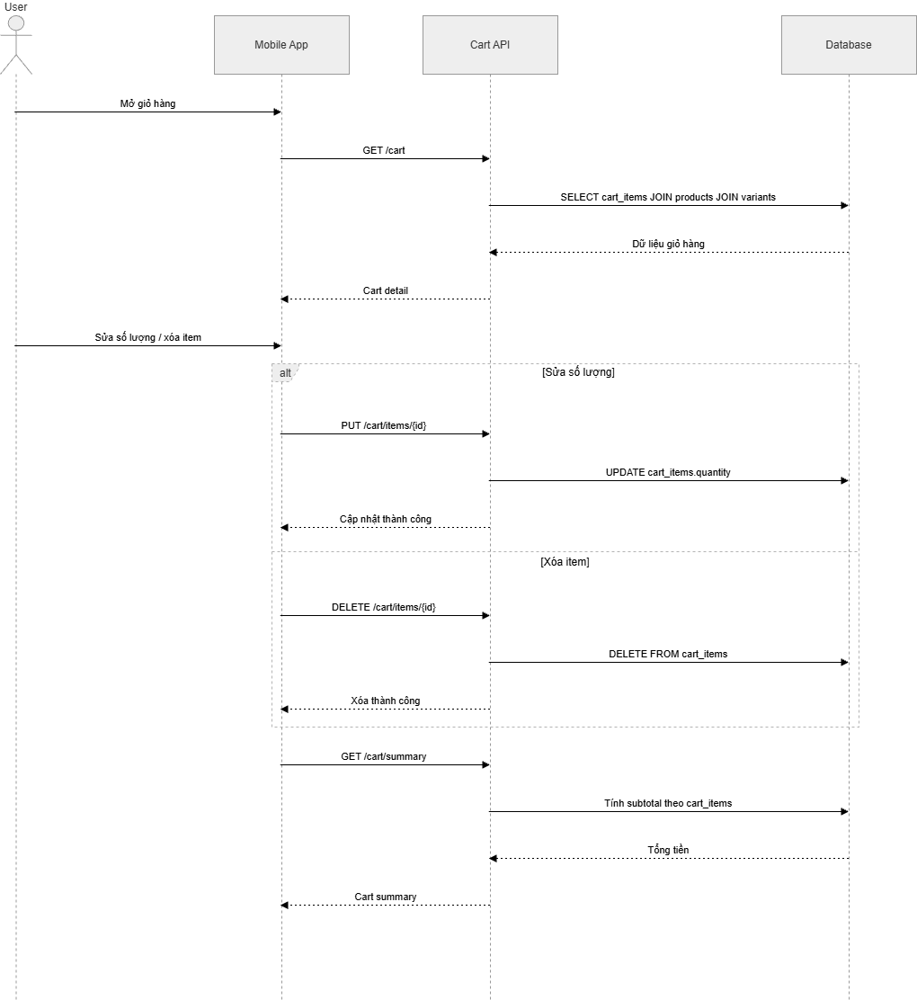 User
Mobile App
Cart API
Database
Mở giỏ hàng
GET /cart
SELECT cart_items JOIN products JOIN variants
Dữ liệu giỏ hàng
Cart detail
Sửa số lượng / xóa item
alt
[Sửa số lượng]
PUT /cart/items/{id}
UPDATE cart_items.quantity
Cập nhật thành công
[Xóa item]
DELETE /cart/items/{id}
DELETE FROM cart_items
Xóa thành công
GET /cart/summary
Tính subtotal theo cart_items
Tổng tiền
Cart summary